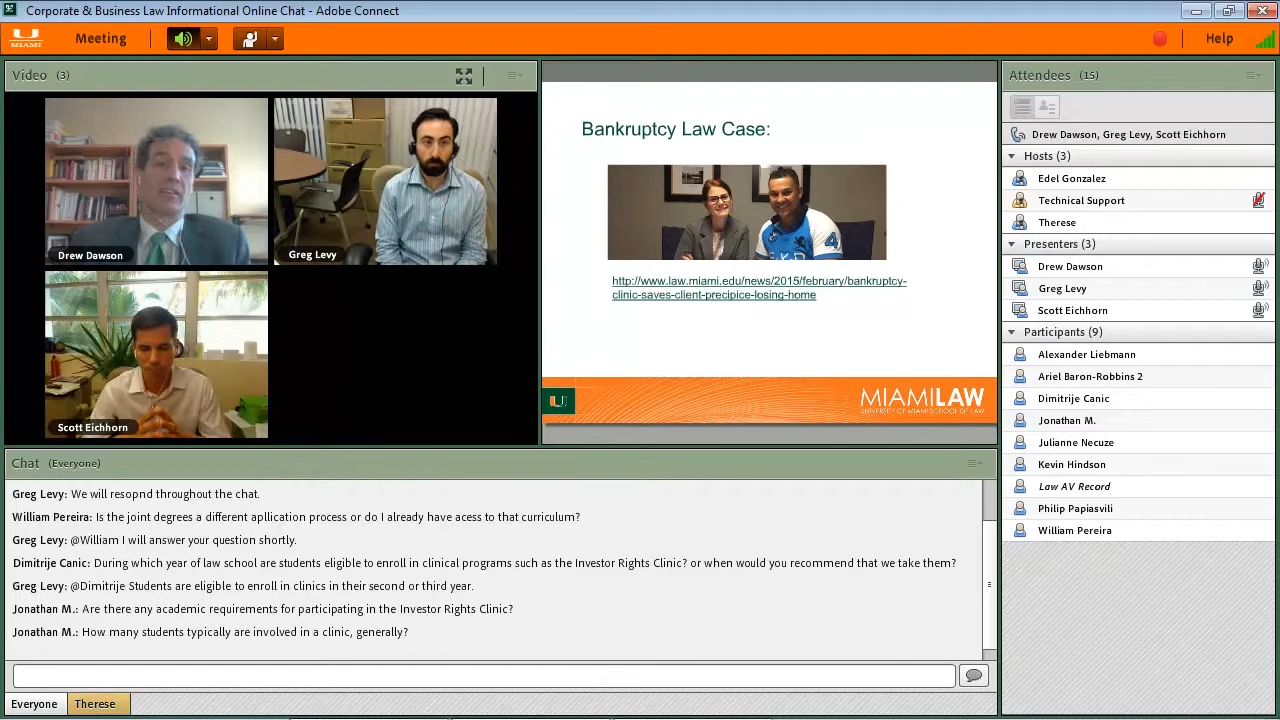 Corporate & Business Law Informational Online Chat - Adobe Connect
U
MIAMI
Meeting
Help
Video (3)
Drew Dawson
Greg Levy
Scott Eichhorn
Bankruptcy Law Case:
4
http://www.law.miami.edu/news/2015/february/bankruptcy-
clinic-saves-client-precipice-losing-home
U
MIAMI LAW
UNIVERSITY OF MIAMI SCHOOL OF LAW
Attendees (15)
Drew Dawson, Greg Levy, Scott Eichhorn
Hosts (3)
Edel Gonzalez
Technical Support
Therese
Presenters (3)
Drew Dawson
Greg Levy
Scott Eichhorn
Participants (9)
Alexander Liebmann
Ariel Baron-Robbins 2
Dimitrije Canic
Jonathan M.
Julianne Necuze
Kevin Hindson
Law AV Record
Philip Papiasvili
William Pereira
Chat (Everyone)
Greg Levy: We will resopnd throughout the chat.
William Pereira: Is the joint degrees a different apllication process or do I already have acess to that curriculum?
Greg Levy: @William I will answer your question shortly.
Dimitrije Canic: During which year of law school are students eligible to enroll in clinical programs such as the Investor Rights Clinic? or when would you recommend that we take them?
Greg Levy: @Dimitrije Students are eligible to enroll in clinics in their second or third year.
Jonathan M.: Are there any academic requirements for participating in the Investor Rights Clinic?
Jonathan M.: How many students typically are involved in a clinic, generally?
Everyone
Therese